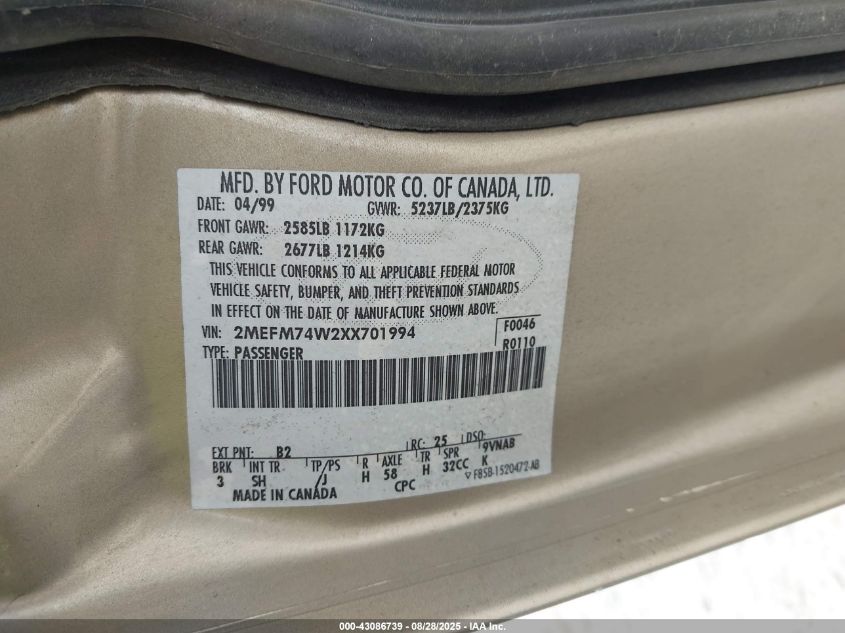 MFD. BY FORD MOTOR CO. OF CANADA, LTD.
DATE: 04/99 GVWR: 5237LB/2375KG
FRONT GAWR: 2585LB 1172KG
REAR GAWR: 2677LB 1214KG
THIS VEHICLE CONFORMS TO ALL APPLICABLE FEDERAL MOTOR
VEHICLE SAFETY, BUMPER, AND THEFT PREVENTION STANDARDS
IN EFFECT ON THE DATE OF MANUFACTURE SHOWN ABOVE.
VIN: 2MEFM74W2XX701994 F0046
TYPE: PASSENGER R0110
EXT PNT: B2 RC: 25 DSO:
BRK INT TR TP/PS R AXLE TR SPR 9VNAB
3 SH /J H 58 H 32CC K
MADE IN CANADA CPC F85B-1520472-AB
000-43086739 / 08/28/2025 - IAA Inc.